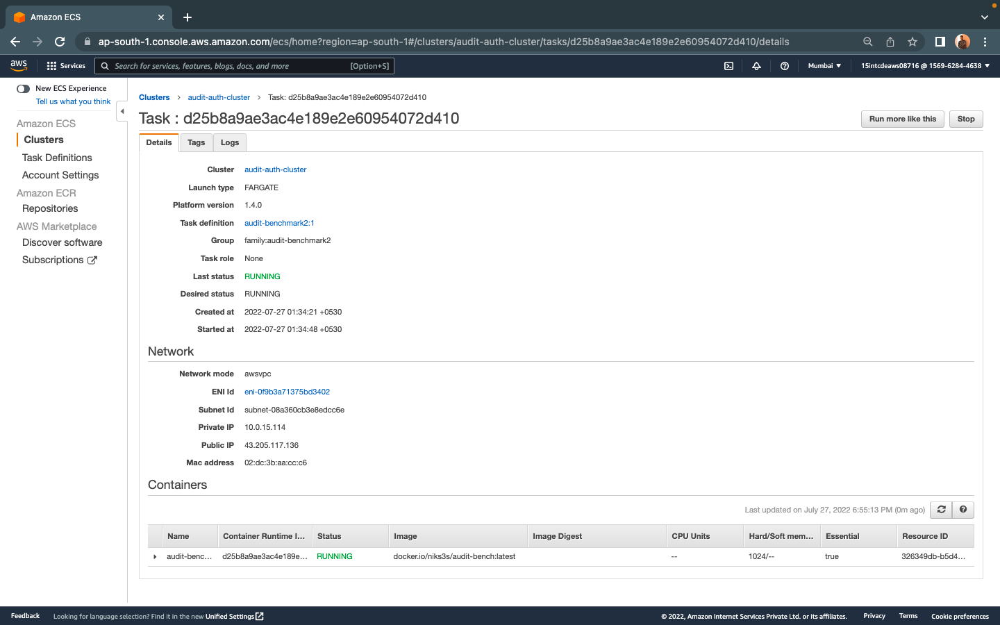 Amazon ECS
ap-south-1.console.aws.amazon.com/ecs/home?region=ap-south-1#/clusters/audit-auth-cluster/tasks/d25b8a9ae3ac4e189e2e60954072d410/details
aws Services Search for services, features, blogs, docs, and more [Option+S] Mumbai 15intcdeaws08716 @ 1569-6284-4638
New ECS Experience
Tell us what you think
Amazon ECS
Clusters
Task Definitions
Account Settings
Amazon ECR
Repositories
AWS Marketplace
Discover software
Subscriptions
Clusters > audit-auth-cluster > Task: d25b8a9ae3ac4e189e2e60954072d410
Task : d25b8a9ae3ac4e189e2e60954072d410
Run more like this Stop
Details Tags Logs
Cluster audit-auth-cluster
Launch type FARGATE
Platform version 1.4.0
Task definition audit-benchmark2:1
Group family:audit-benchmark2
Task role None
Last status RUNNING
Desired status RUNNING
Created at 2022-07-27 01:34:21 +0530
Started at 2022-07-27 01:34:48 +0530
Network
Network mode awsvpc
ENI Id eni-0f9b3a71375bd3402
Subnet Id subnet-08a360cb3e8edcc6e
Private IP 10.0.15.114
Public IP 43.205.117.136
Mac address 02:dc:3b:aa:cc:c6
Containers
Last updated on July 27, 2022 6:55:13 PM (0m ago)
Name Container Runtime I... Status Image Image Digest CPU Units Hard/Soft mem... Essential Resource ID
audit-benc... d25b8a9ae3ac4e189e... RUNNING docker.io/niks3s/audit-bench:latest -- 1024/-- true 326349db-b5d4...
Feedback Looking for language selection? Find it in the new Unified Settings © 2022, Amazon Internet Services Private Ltd. or its affiliates. Privacy Terms Cookie preferences